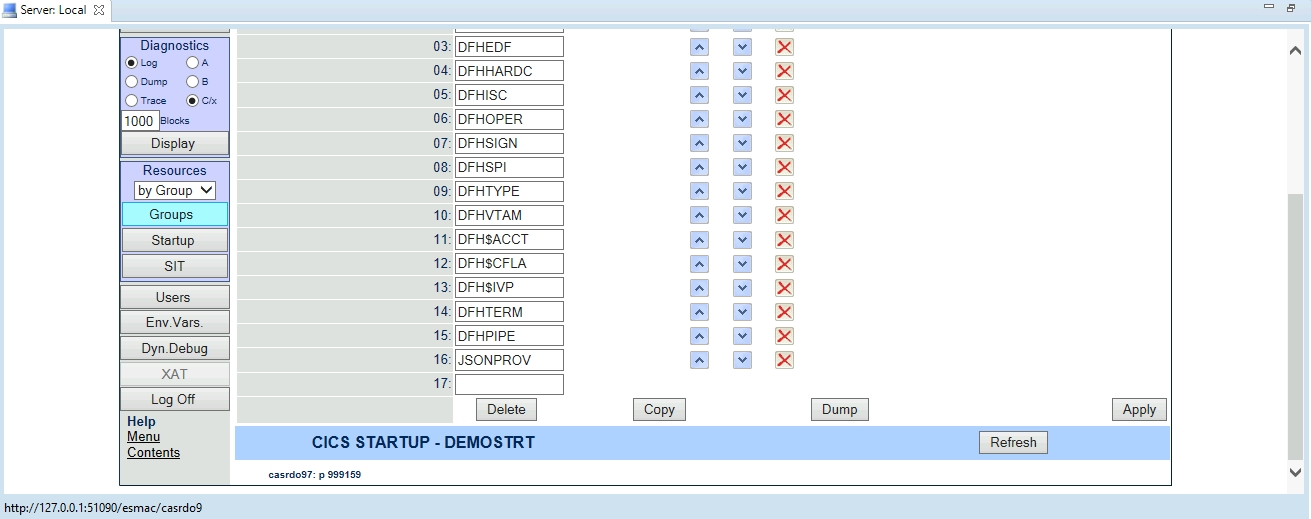 Server: Local
Diagnostics
Log A
Dump B
Trace C/x
1000 Blocks
Display
Resources
by Group
Groups
Startup
SIT
Users
Env.Vars.
Dyn.Debug
XAT
Log Off
Help
Menu
Contents
03: DFHEDF
04: DFHHARDC
05: DFHISC
06: DFHOPER
07: DFHSIGN
08: DFHSPI
09: DFHTYPE
10: DFHVTAM
11: DFH$ACCT
12: DFH$CFLA
13: DFH$IVP
14: DFHTERM
15: DFHPIPE
16: JSONPROV
17:
Delete Copy Dump Apply
CICS STARTUP - DEMOSTRT Refresh
casrdo97: p 999159
http://127.0.0.1:51090/esmac/casrdo9